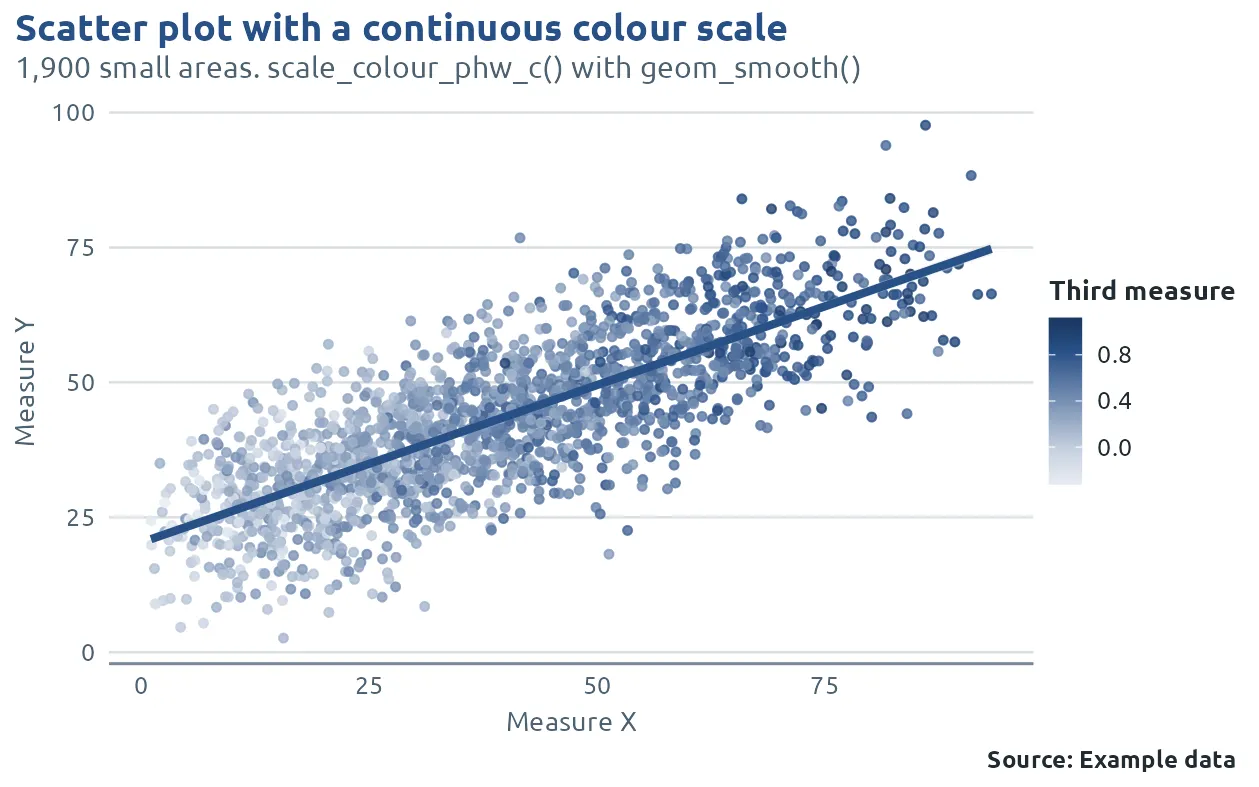 Scatter plot with a continuous colour scale
1,900 small areas. scale_colour_phw_c() with geom_smooth()
100
75
50
25
0
Measure Y
0 25 50 75
Measure X
Third measure
0.8
0.4
0.0
Source: Example data